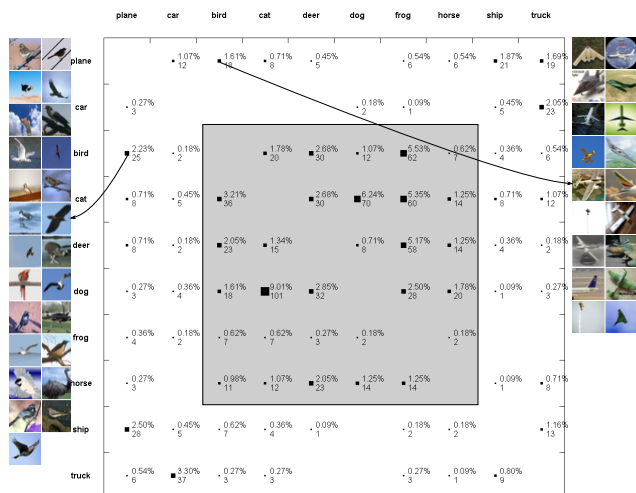 plane car bird cat deer dog frog horse ship truck
plane 1.07% 1.61% 0.71% 0.45% 0.54% 0.54% 1.87% 1.69%
12 18 8 5 6 6 21 19
car 0.27% 0.18% 0.09% 0.45% 2.05%
3 2 1 5 23
bird 2.23% 0.18% 1.78% 2.68% 1.07% 5.53% 0.62% 0.36% 0.54%
25 2 20 30 12 62 7 4 6
cat 0.71% 0.45% 3.21% 2.68% 6.24% 5.35% 1.25% 0.71% 1.07%
8 5 36 30 70 60 14 8 12
deer 0.71% 0.18% 2.05% 1.34% 0.71% 5.17% 1.25% 0.36% 0.18%
8 2 23 15 8 58 14 4 2
dog 0.27% 0.36% 1.61% 9.01% 2.85% 2.50% 1.78% 0.09% 0.27%
3 4 18 101 32 28 20 1 3
frog 0.36% 0.18% 0.62% 0.62% 0.27% 0.18% 0.18%
4 2 7 7 3 2 2
horse 0.27% 0.98% 1.07% 2.05% 1.25% 1.25% 0.09% 0.71%
3 11 12 23 14 14 1 8
ship 2.50% 0.45% 0.62% 0.36% 0.09% 0.18% 0.18% 1.16%
28 5 7 4 1 2 2 13
truck 0.54% 3.30% 0.27% 0.27% 0.27% 0.09% 0.80%
6 37 3 3 3 1 9